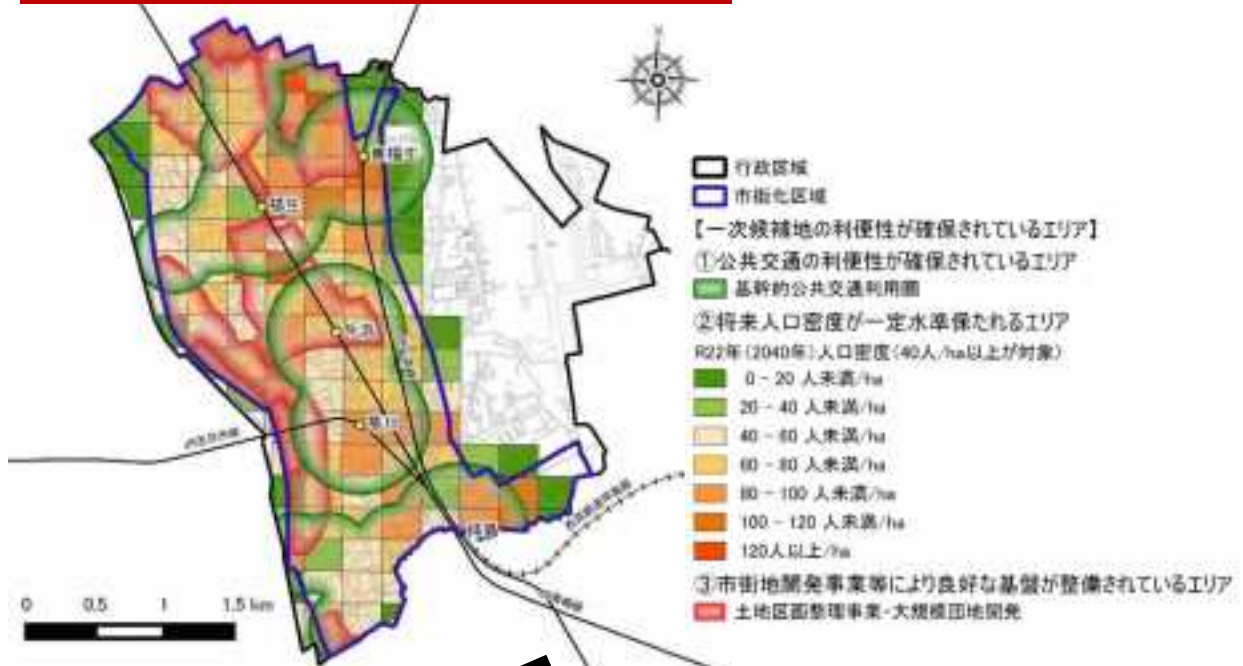 行政区域
市街化区域
【一次候補地の利便性が確保されているエリア】
①公共交通の利便性が確保されているエリア
基幹的公共交通利用圏
②将来人口密度が一定水準保たれるエリア
R22年(2040年)人口密度(40人/ha以上が対象)
0 - 20 人未満/ha
20 - 40 人未満/ha
40 - 60 人未満/ha
60 - 80 人未満/ha
80 - 100 人未満/ha
100 - 120 人未満/ha
120人以上/ha
③市街地開発事業等により良好な基盤が整備されているエリア
土地区画整理事業・大規模団地開発
0 0.5 1 1.5 km